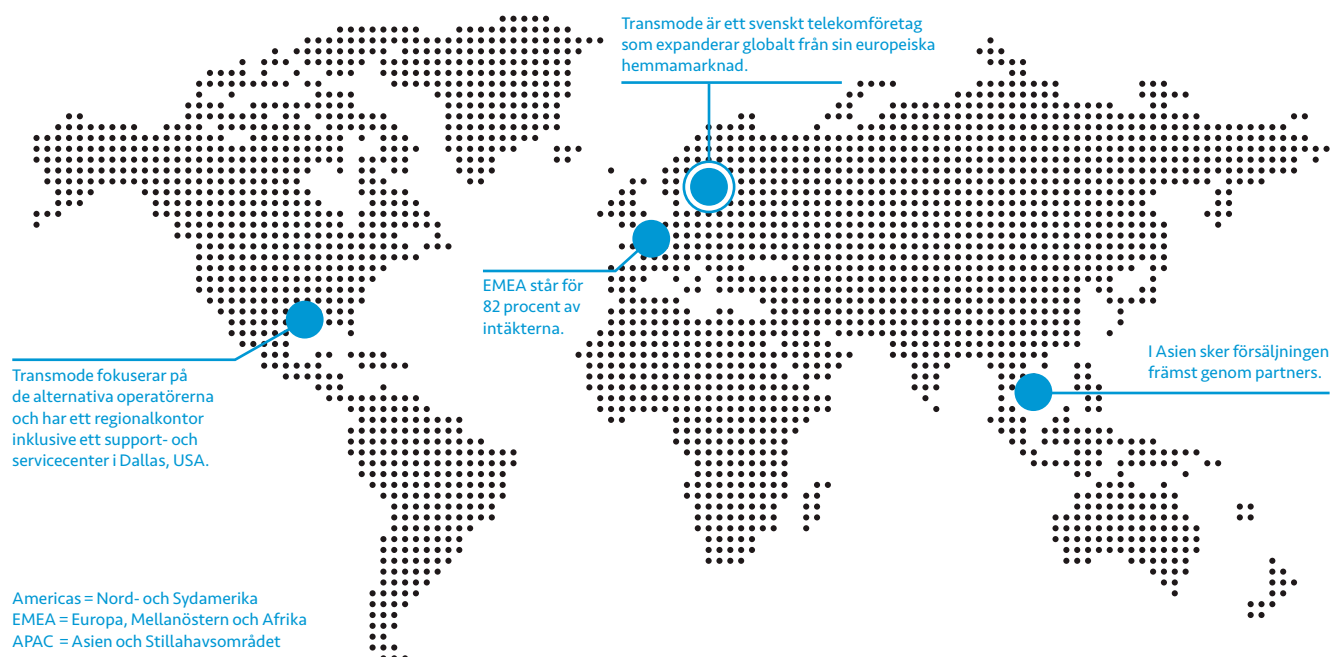 Transmode är ett svenskt telekomföretag
som expanderar globalt från sin europeiska
hemmamarknad.
EMEA står för
82 procent av
intäkterna.
I Asien sker försäljningen
främst genom partners.
Transmode fokuserar på
de alternativa operatörerna
och har ett regionalkontor
inklusive ett support- och
servicecenter i Dallas, USA.
Americas = Nord- och Sydamerika
EMEA = Europa, Mellanöstern och Afrika
APAC = Asien och Stillahavsområdet